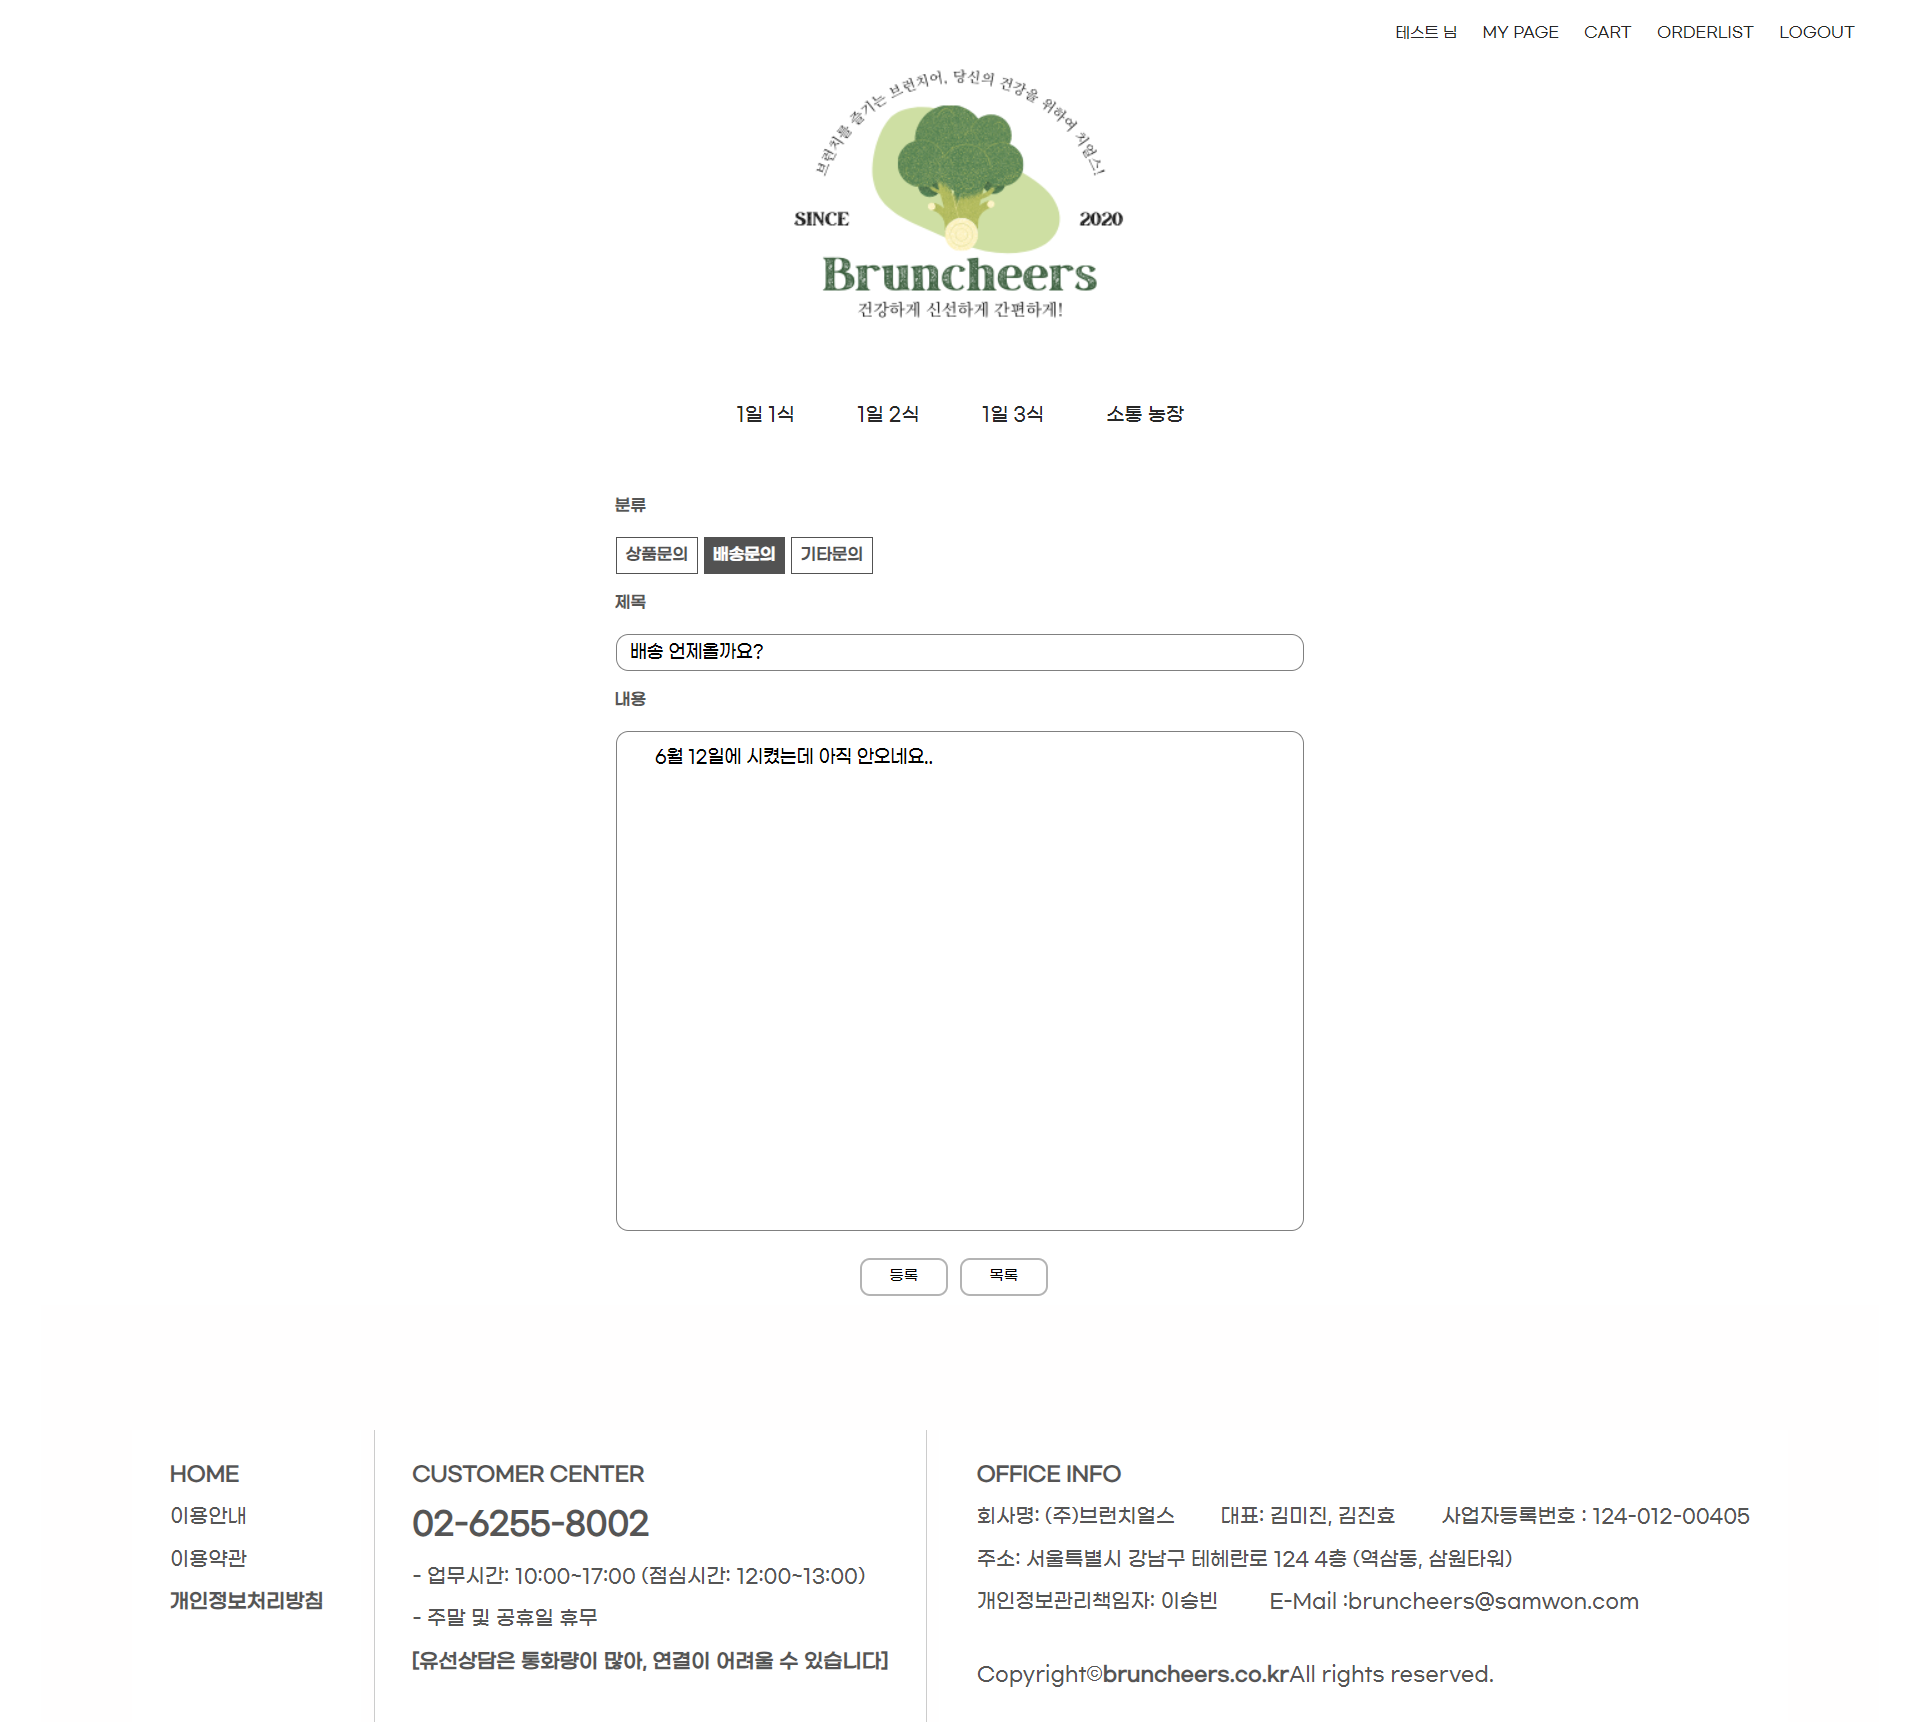 테스트 님 MY PAGE CART ORDERLIST LOGOUT
브런치를 즐기는 브런치어, 당신의 건강을 위하여 치얼스!
SINCE 2020
Bruncheers
건강하게 신선하게 간편하게!
1일 1식 1일 2식 1일 3식 소통 농장
분류
상품문의 배송문의 기타문의
제목
배송 언제올까요?
내용
6월 12일에 시켰는데 아직 안오네요..
등록 목록
HOME
이용안내
이용약관
개인정보처리방침
CUSTOMER CENTER
02-6255-8002
- 업무시간: 10:00~17:00 (점심시간: 12:00~13:00)
- 주말 및 공휴일 휴무
[유선상담은 통화량이 많아, 연결이 어려울 수 있습니다]
OFFICE INFO
회사명: (주)브런치얼스 대표: 김미진, 김진효 사업자등록번호 : 124-012-00405
주소: 서울특별시 강남구 테헤란로 124 4층 (역삼동, 삼원타워)
개인정보관리책임자: 이승빈 E-Mail :bruncheers@samwon.com
Copyright©bruncheers.co.krAll rights reserved.